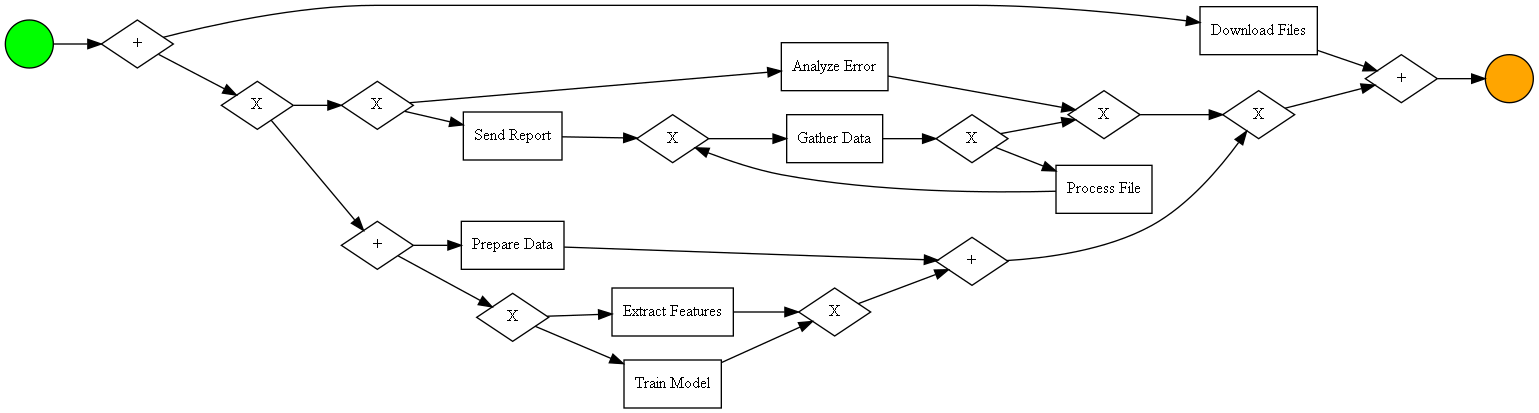 +
Download Files
Analyze Error
+
X
X
X
X
Send Report
X
Gather Data
X
Process File
+
Prepare Data
+
X
Extract Features
X
Train Model